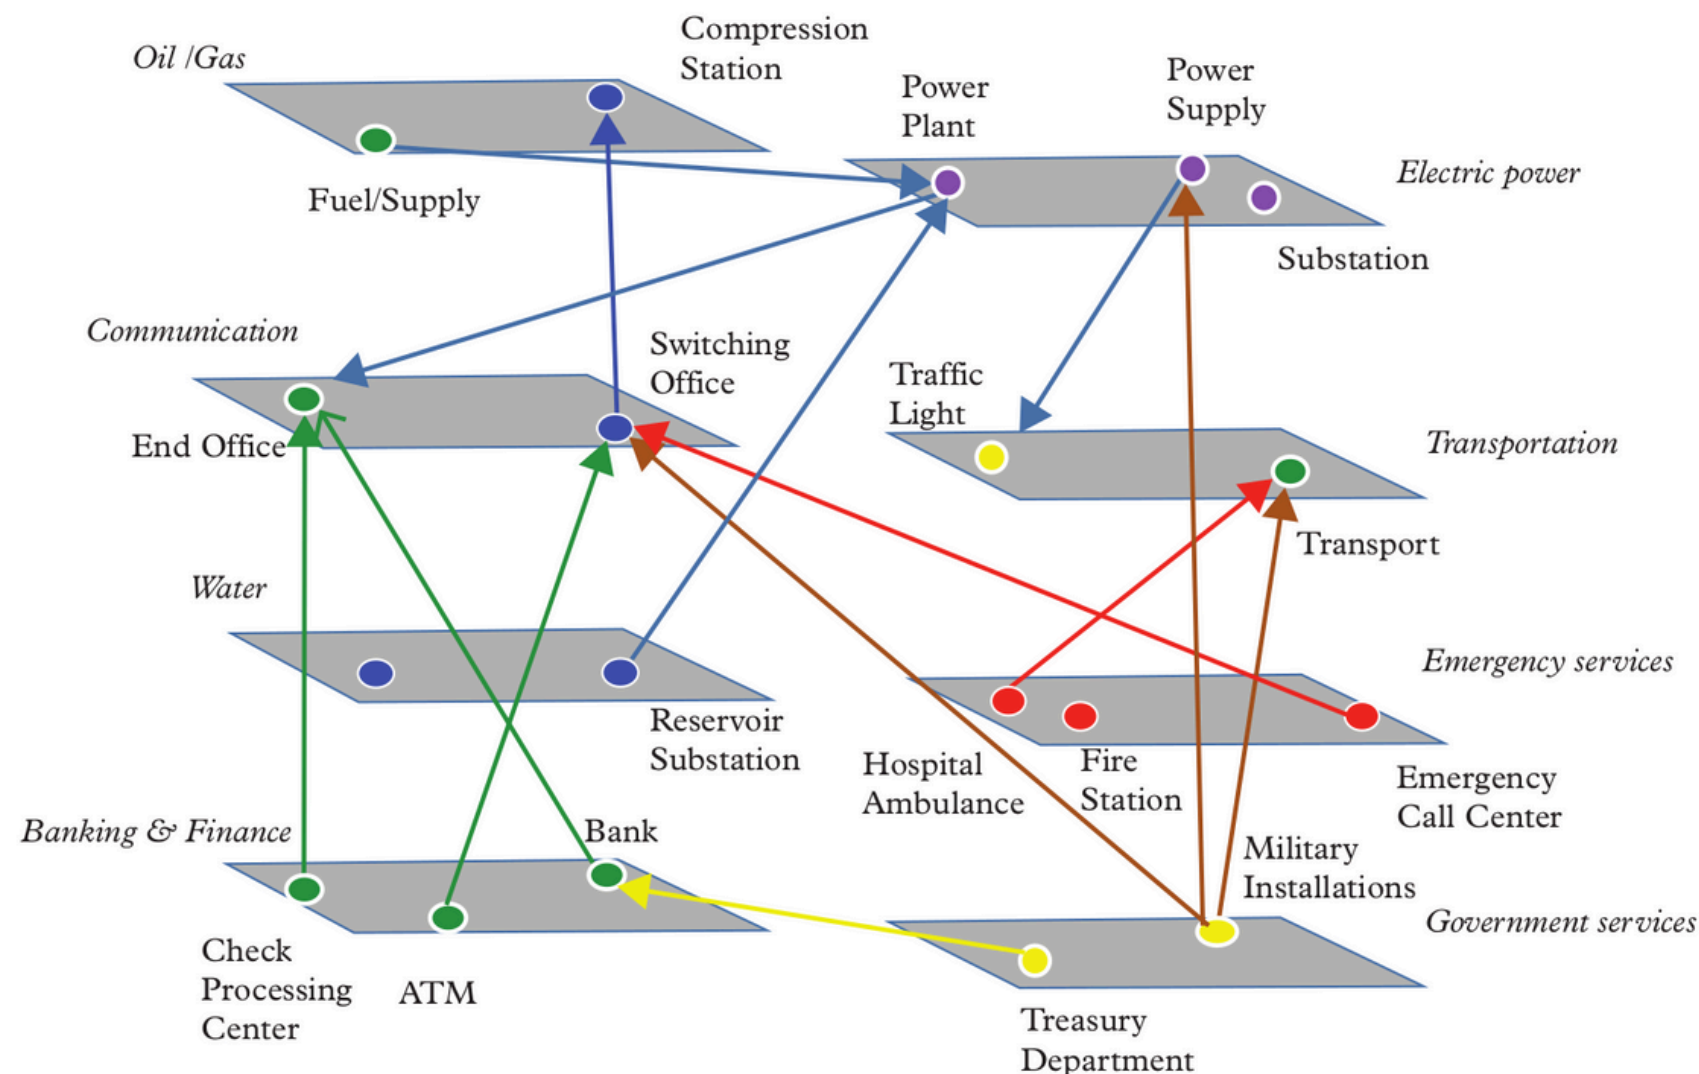 Oil /Gas
Compression
Station
Power
Plant
Power
Supply
Electric power
Fuel/Supply
Substation
Communication
Switching
Office
Traffic
Light
End Office
Transportation
Transport
Water
Emergency services
Reservoir
Substation
Hospital
Ambulance
Fire
Station
Emergency
Call Center
Banking & Finance
Bank
Military
Installations
Government services
Check
Processing
Center
ATM
Treasury
Department